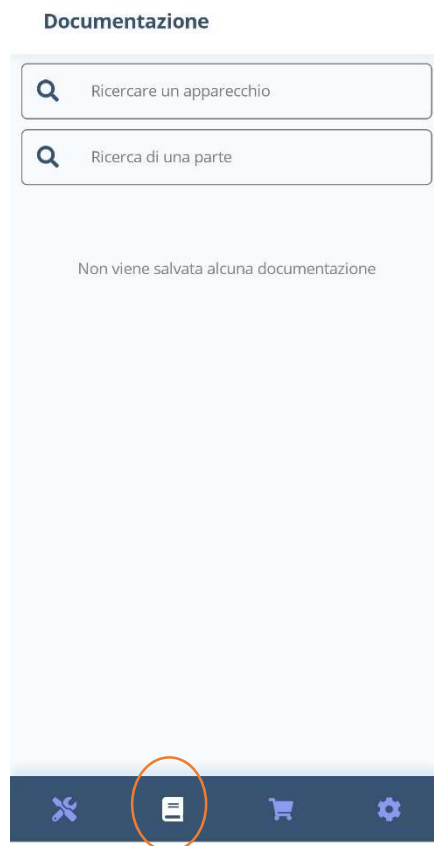 Documentazione
Ricercare un apparecchio
Ricerca di una parte
Non viene salvata alcuna documentazione